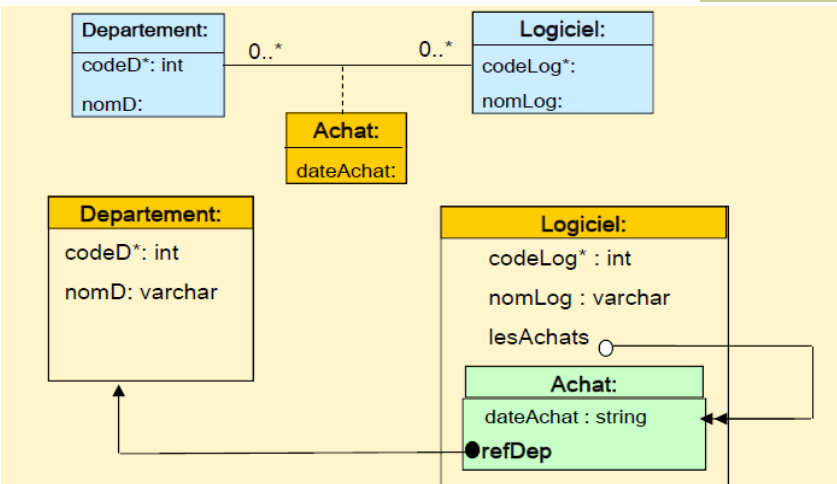 Departement:
codeD*: int
nomD:
0..*
0..*
Logiciel:
codeLog*:
nomLog:
Achat:
dateAchat:
Departement:
codeD*: int
nomD: varchar
Logiciel:
codeLog* : int
nomLog : varchar
lesAchats
Achat:
dateAchat : string
refDep